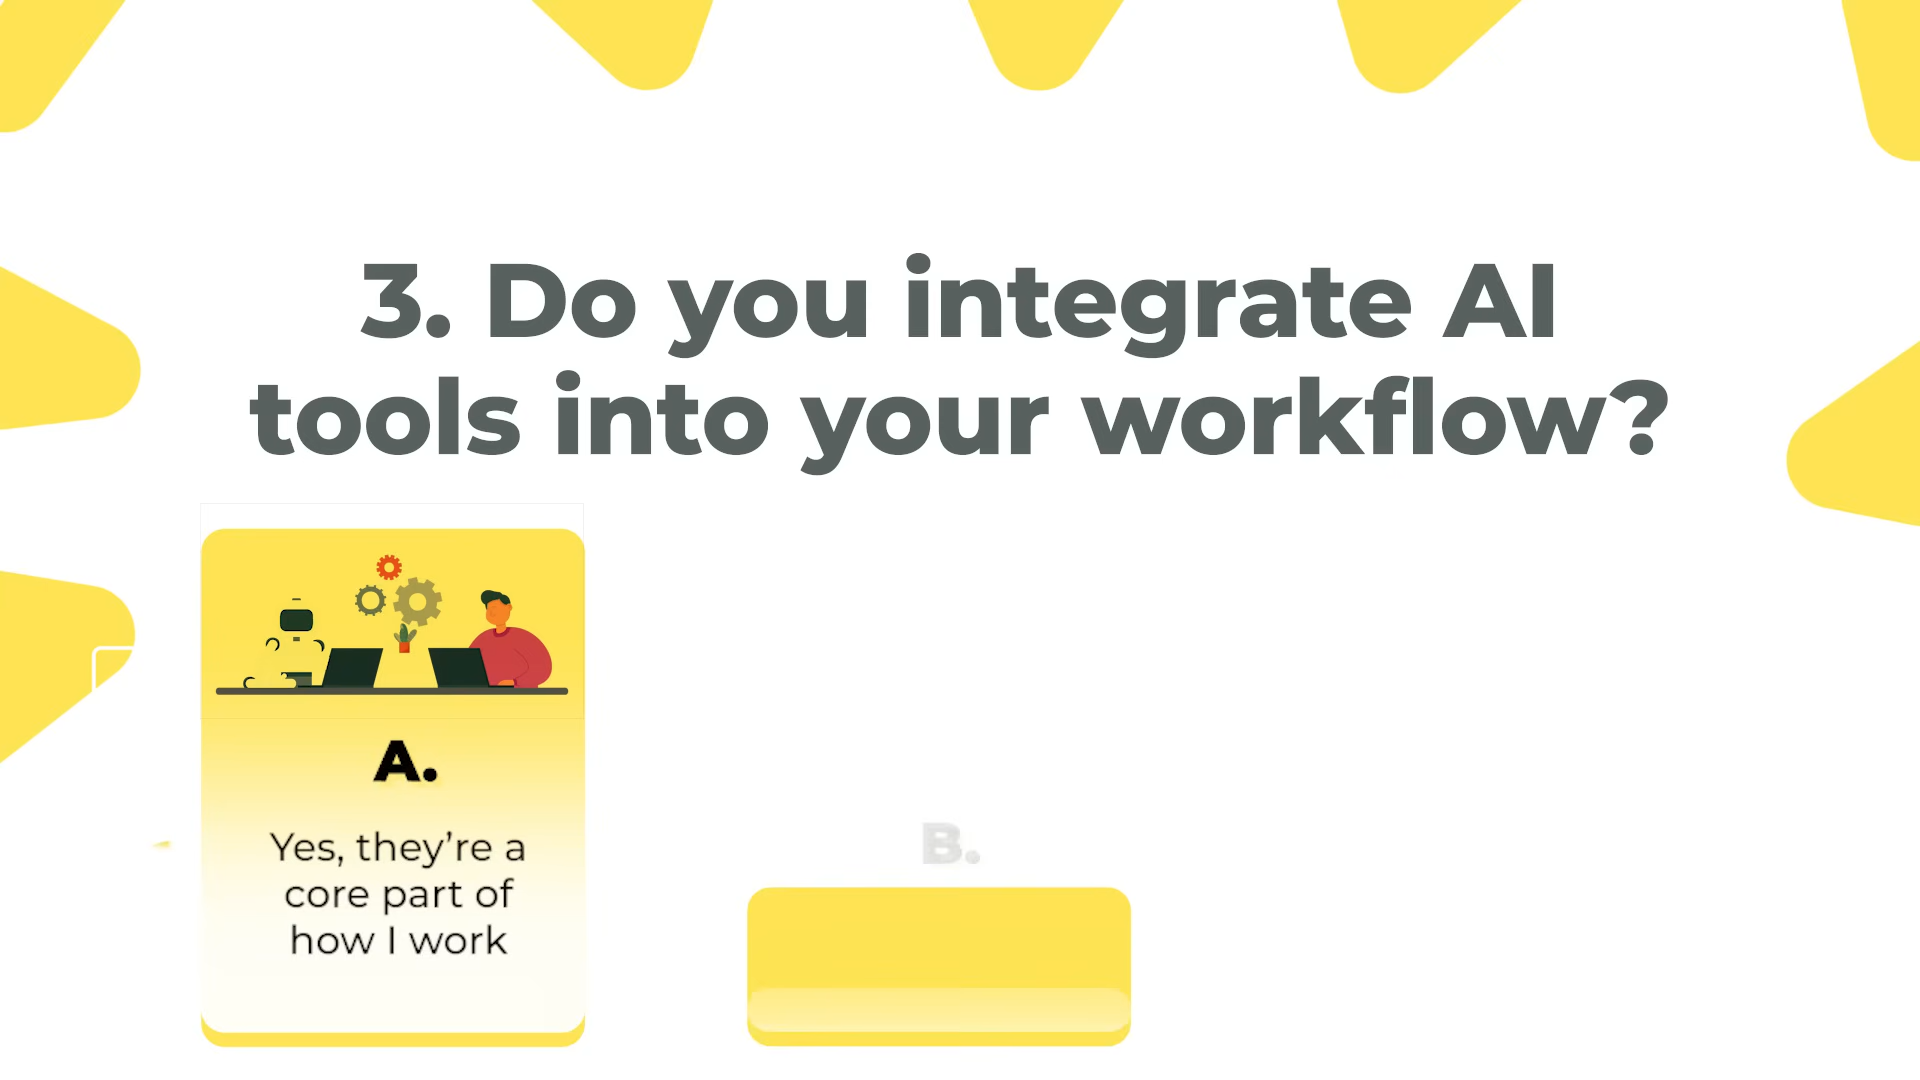 3. Do you integrate AI
tools into your workflow?
A.
Yes, they’re a
core part of
how I work
B.